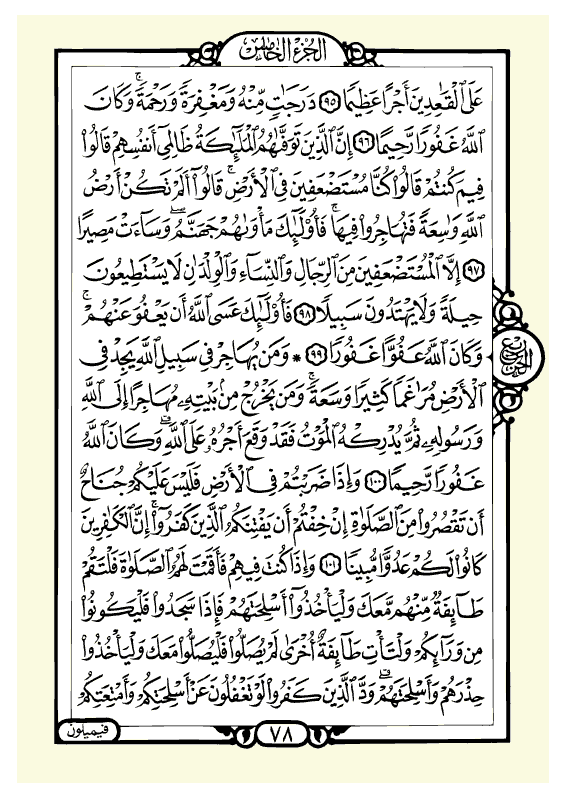 الجزء الخامس
عَلَى ٱلْقَٰعِدِينَ أَجْرًا عَظِيمًا ٩٥ دَرَجَٰتٍ مِّنْهُ وَمَغْفِرَةً وَرَحْمَةً ۚ وَكَانَ
ٱللَّهُ غَفُورًا رَّحِيمًا ٩٦ إِنَّ ٱلَّذِينَ تَوَفَّىٰهُمُ ٱلْمَلَٰٓئِكَةُ ظَالِمِىٓ أَنفُسِهِمْ قَالُوا۟
فِيمَ كُنتُمْ ۖ قَالُوا۟ كُنَّا مُسْتَضْعَفِينَ فِى ٱلْأَرْضِ ۚ قَالُوٓا۟ أَلَمْ تَكُنْ أَرْضُ
ٱللَّهِ وَٰسِعَةً فَتُهَاجِرُوا۟ فِيهَا ۚ فَأُو۟لَٰٓئِكَ مَأْوَىٰهُمْ جَهَنَّمُ ۖ وَسَآءَتْ مَصِيرًا
٩٧ إِلَّا ٱلْمُسْتَضْعَفِينَ مِنَ ٱلرِّجَالِ وَٱلنِّسَآءِ وَٱلْوِلْدَٰنِ لَا يَسْتَطِيعُونَ
حِيلَةً وَلَا يَهْتَدُونَ سَبِيلًا ٩٨ فَأُو۟لَٰٓئِكَ عَسَى ٱللَّهُ أَن يَعْفُوَ عَنْهُمْ ۚ
وَكَانَ ٱللَّهُ عَفُوًّا غَفُورًا ٩٩ * وَمَن يُهَاجِرْ فِى سَبِيلِ ٱللَّهِ يَجِدْ فِى
ٱلْأَرْضِ مُرَٰغَمًا كَثِيرًا وَسَعَةً ۚ وَمَن يَخْرُجْ مِنۢ بَيْتِهِۦ مُهَاجِرًا إِلَى ٱللَّهِ
وَرَسُولِهِۦ ثُمَّ يُدْرِكْهُ ٱلْمَوْتُ فَقَدْ وَقَعَ أَجْرُهُۥ عَلَى ٱللَّهِ ۗ وَكَانَ ٱللَّهُ
غَفُورًا رَّحِيمًا ١٠٠ وَإِذَا ضَرَبْتُمْ فِى ٱلْأَرْضِ فَلَيْسَ عَلَيْكُمْ جُنَاحٌ
أَن تَقْصُرُوا۟ مِنَ ٱلصَّلَوٰةِ إِنْ خِفْتُمْ أَن يَفْتِنَكُمُ ٱلَّذِينَ كَفَرُوٓا۟ ۚ إِنَّ ٱلْكَٰفِرِينَ
كَانُوا۟ لَكُمْ عَدُوًّا مُّبِينًا ١٠١ وَإِذَا كُنتَ فِيهِمْ فَأَقَمْتَ لَهُمُ ٱلصَّلَوٰةَ فَلْتَقُمْ
طَآئِفَةٌ مِّنْهُم مَّعَكَ وَلْيَأْخُذُوٓا۟ أَسْلِحَتَهُمْ فَإِذَا سَجَدُوا۟ فَلْيَكُونُوا۟
مِن وَرَآئِكُمْ وَلْتَأْتِ طَآئِفَةٌ أُخْرَىٰ لَمْ يُصَلُّوا۟ فَلْيُصَلُّوا۟ مَعَكَ وَلْيَأْخُذُوا۟
حِذْرَهُمْ وَأَسْلِحَتَهُمْ ۗ وَدَّ ٱلَّذِينَ كَفَرُوا۟ لَوْ تَغْفُلُونَ عَنْ أَسْلِحَتِكُمْ وَأَمْتِعَتِكُمْ
ربع
الحزب
فيميلون
٧٨